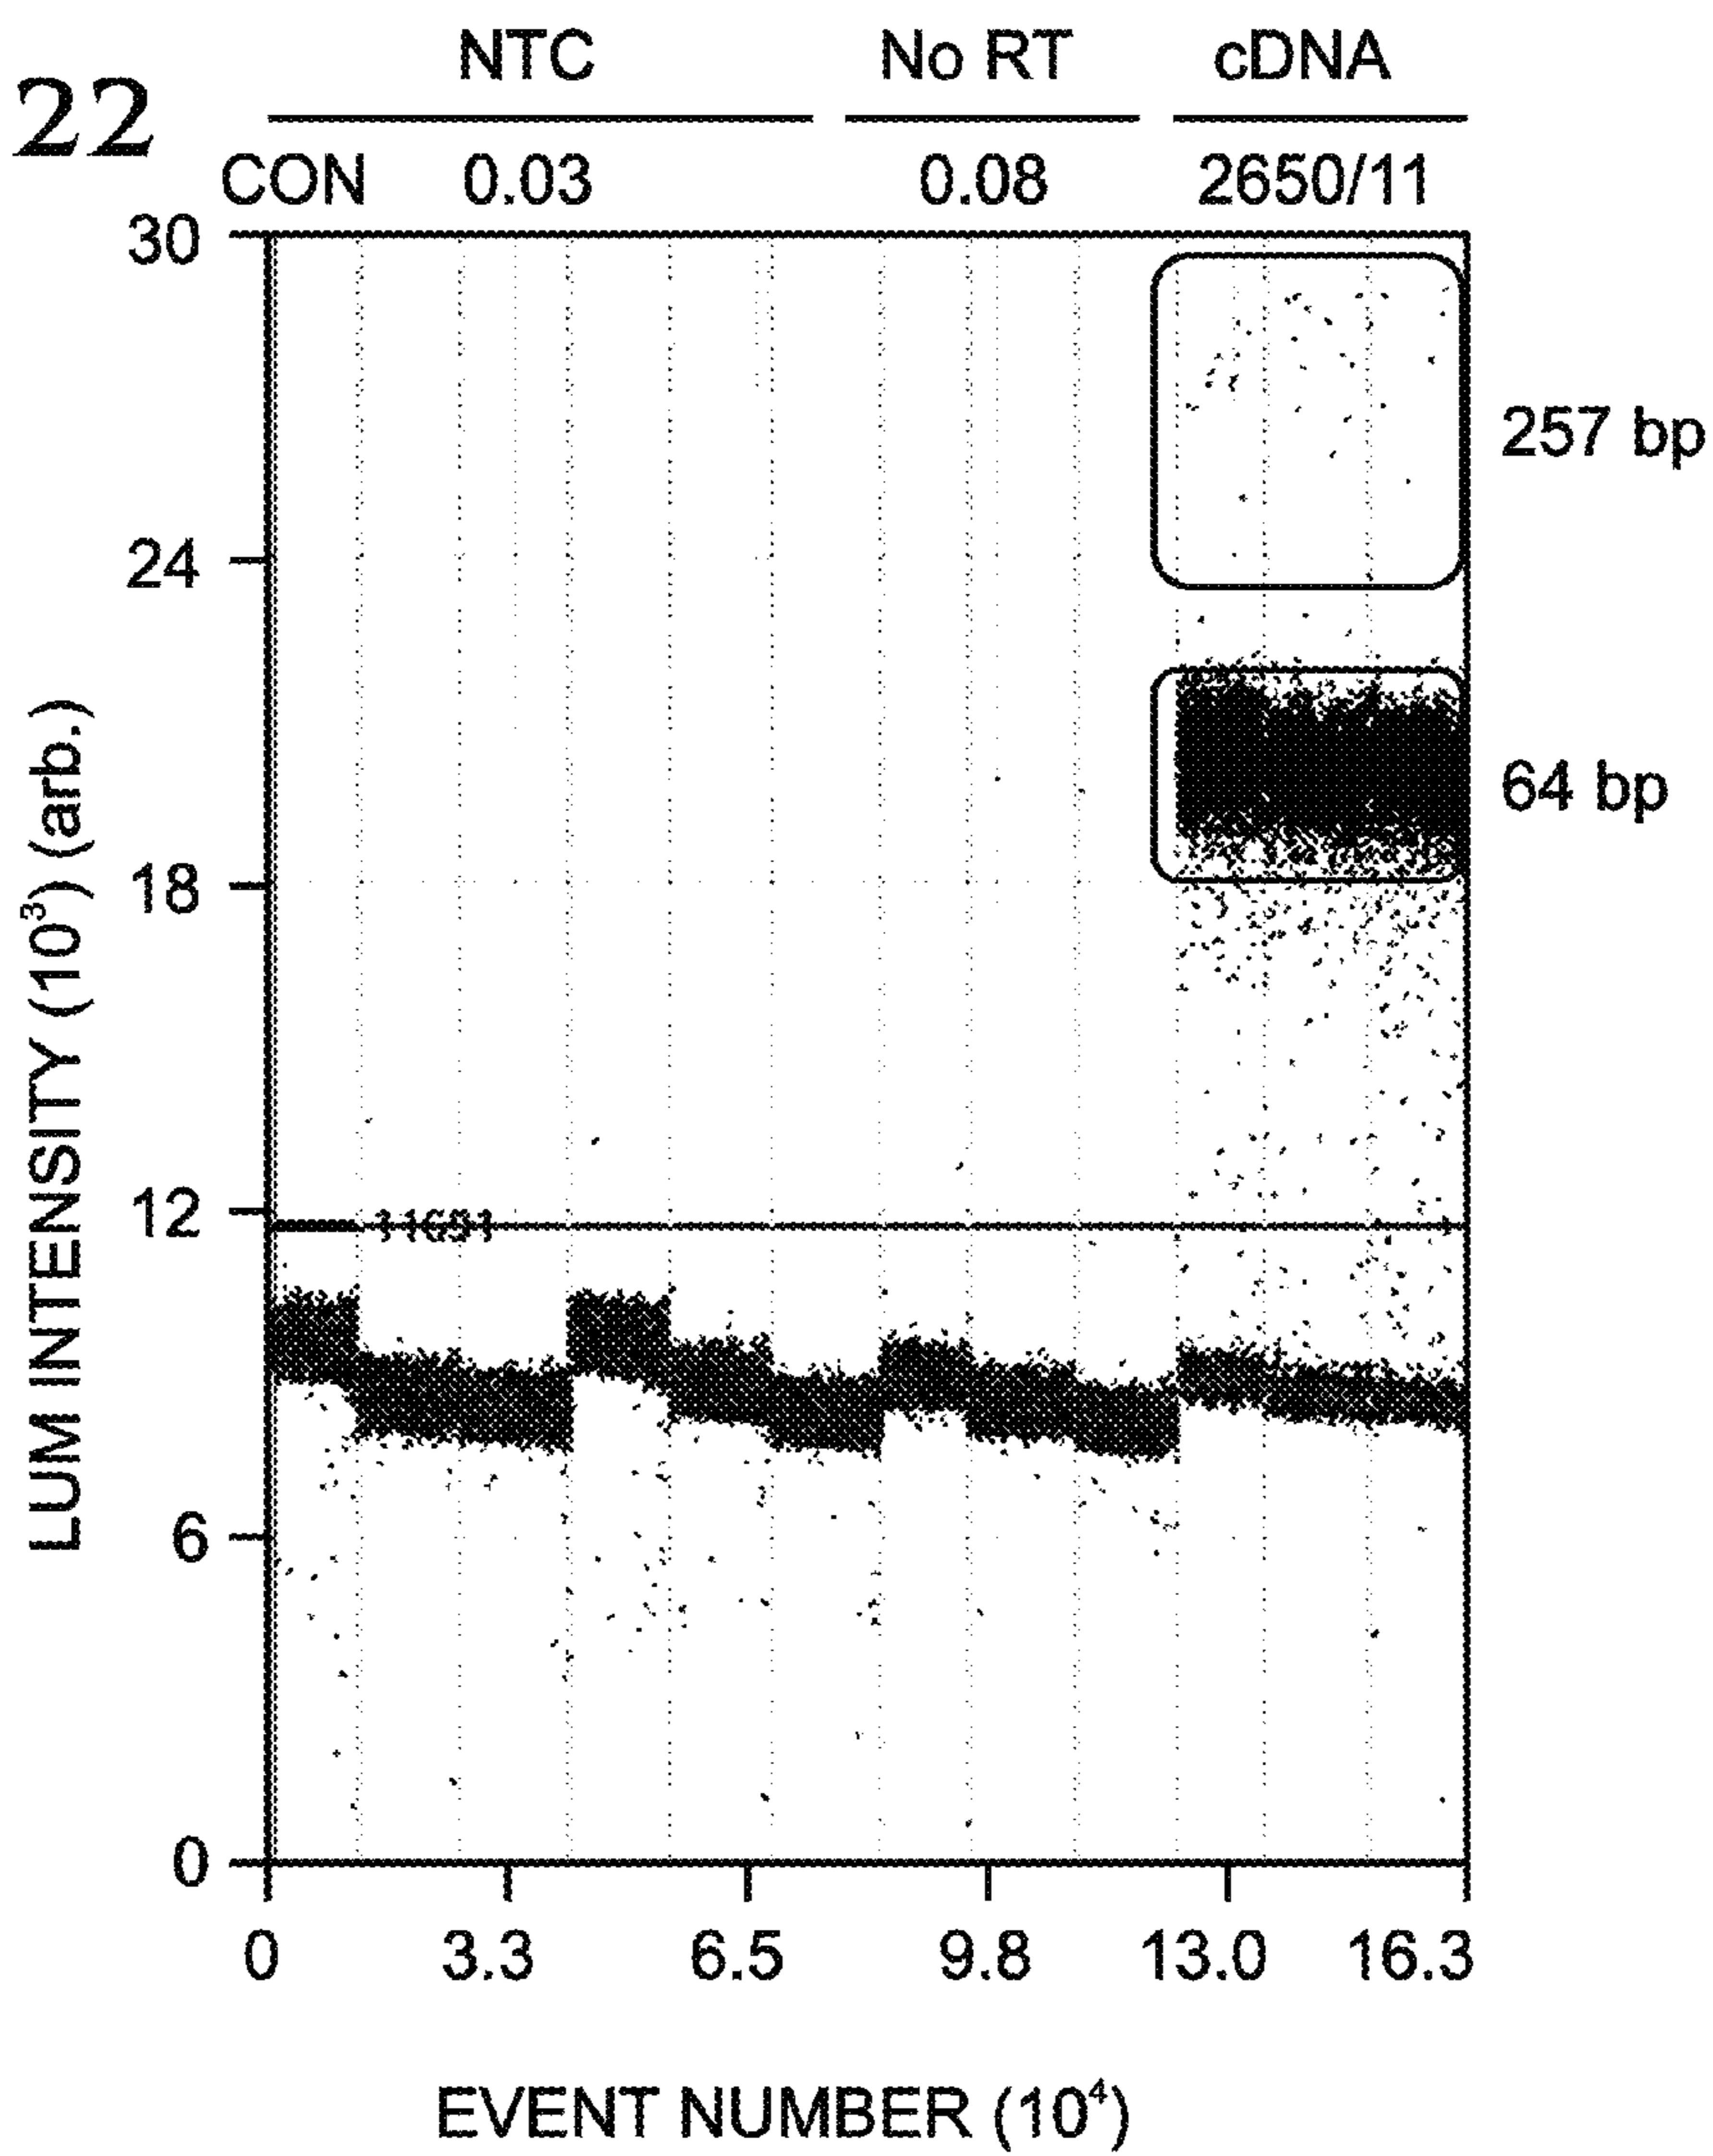 22
NTC No RT cDNA
CON 0.03 0.08 2650/11
30
24
18
12
6
0
LUM INTENSITY (10³) (arb.)
257 bp
64 bp
0 3.3 6.5 9.8 13.0 16.3
EVENT NUMBER (10⁴)